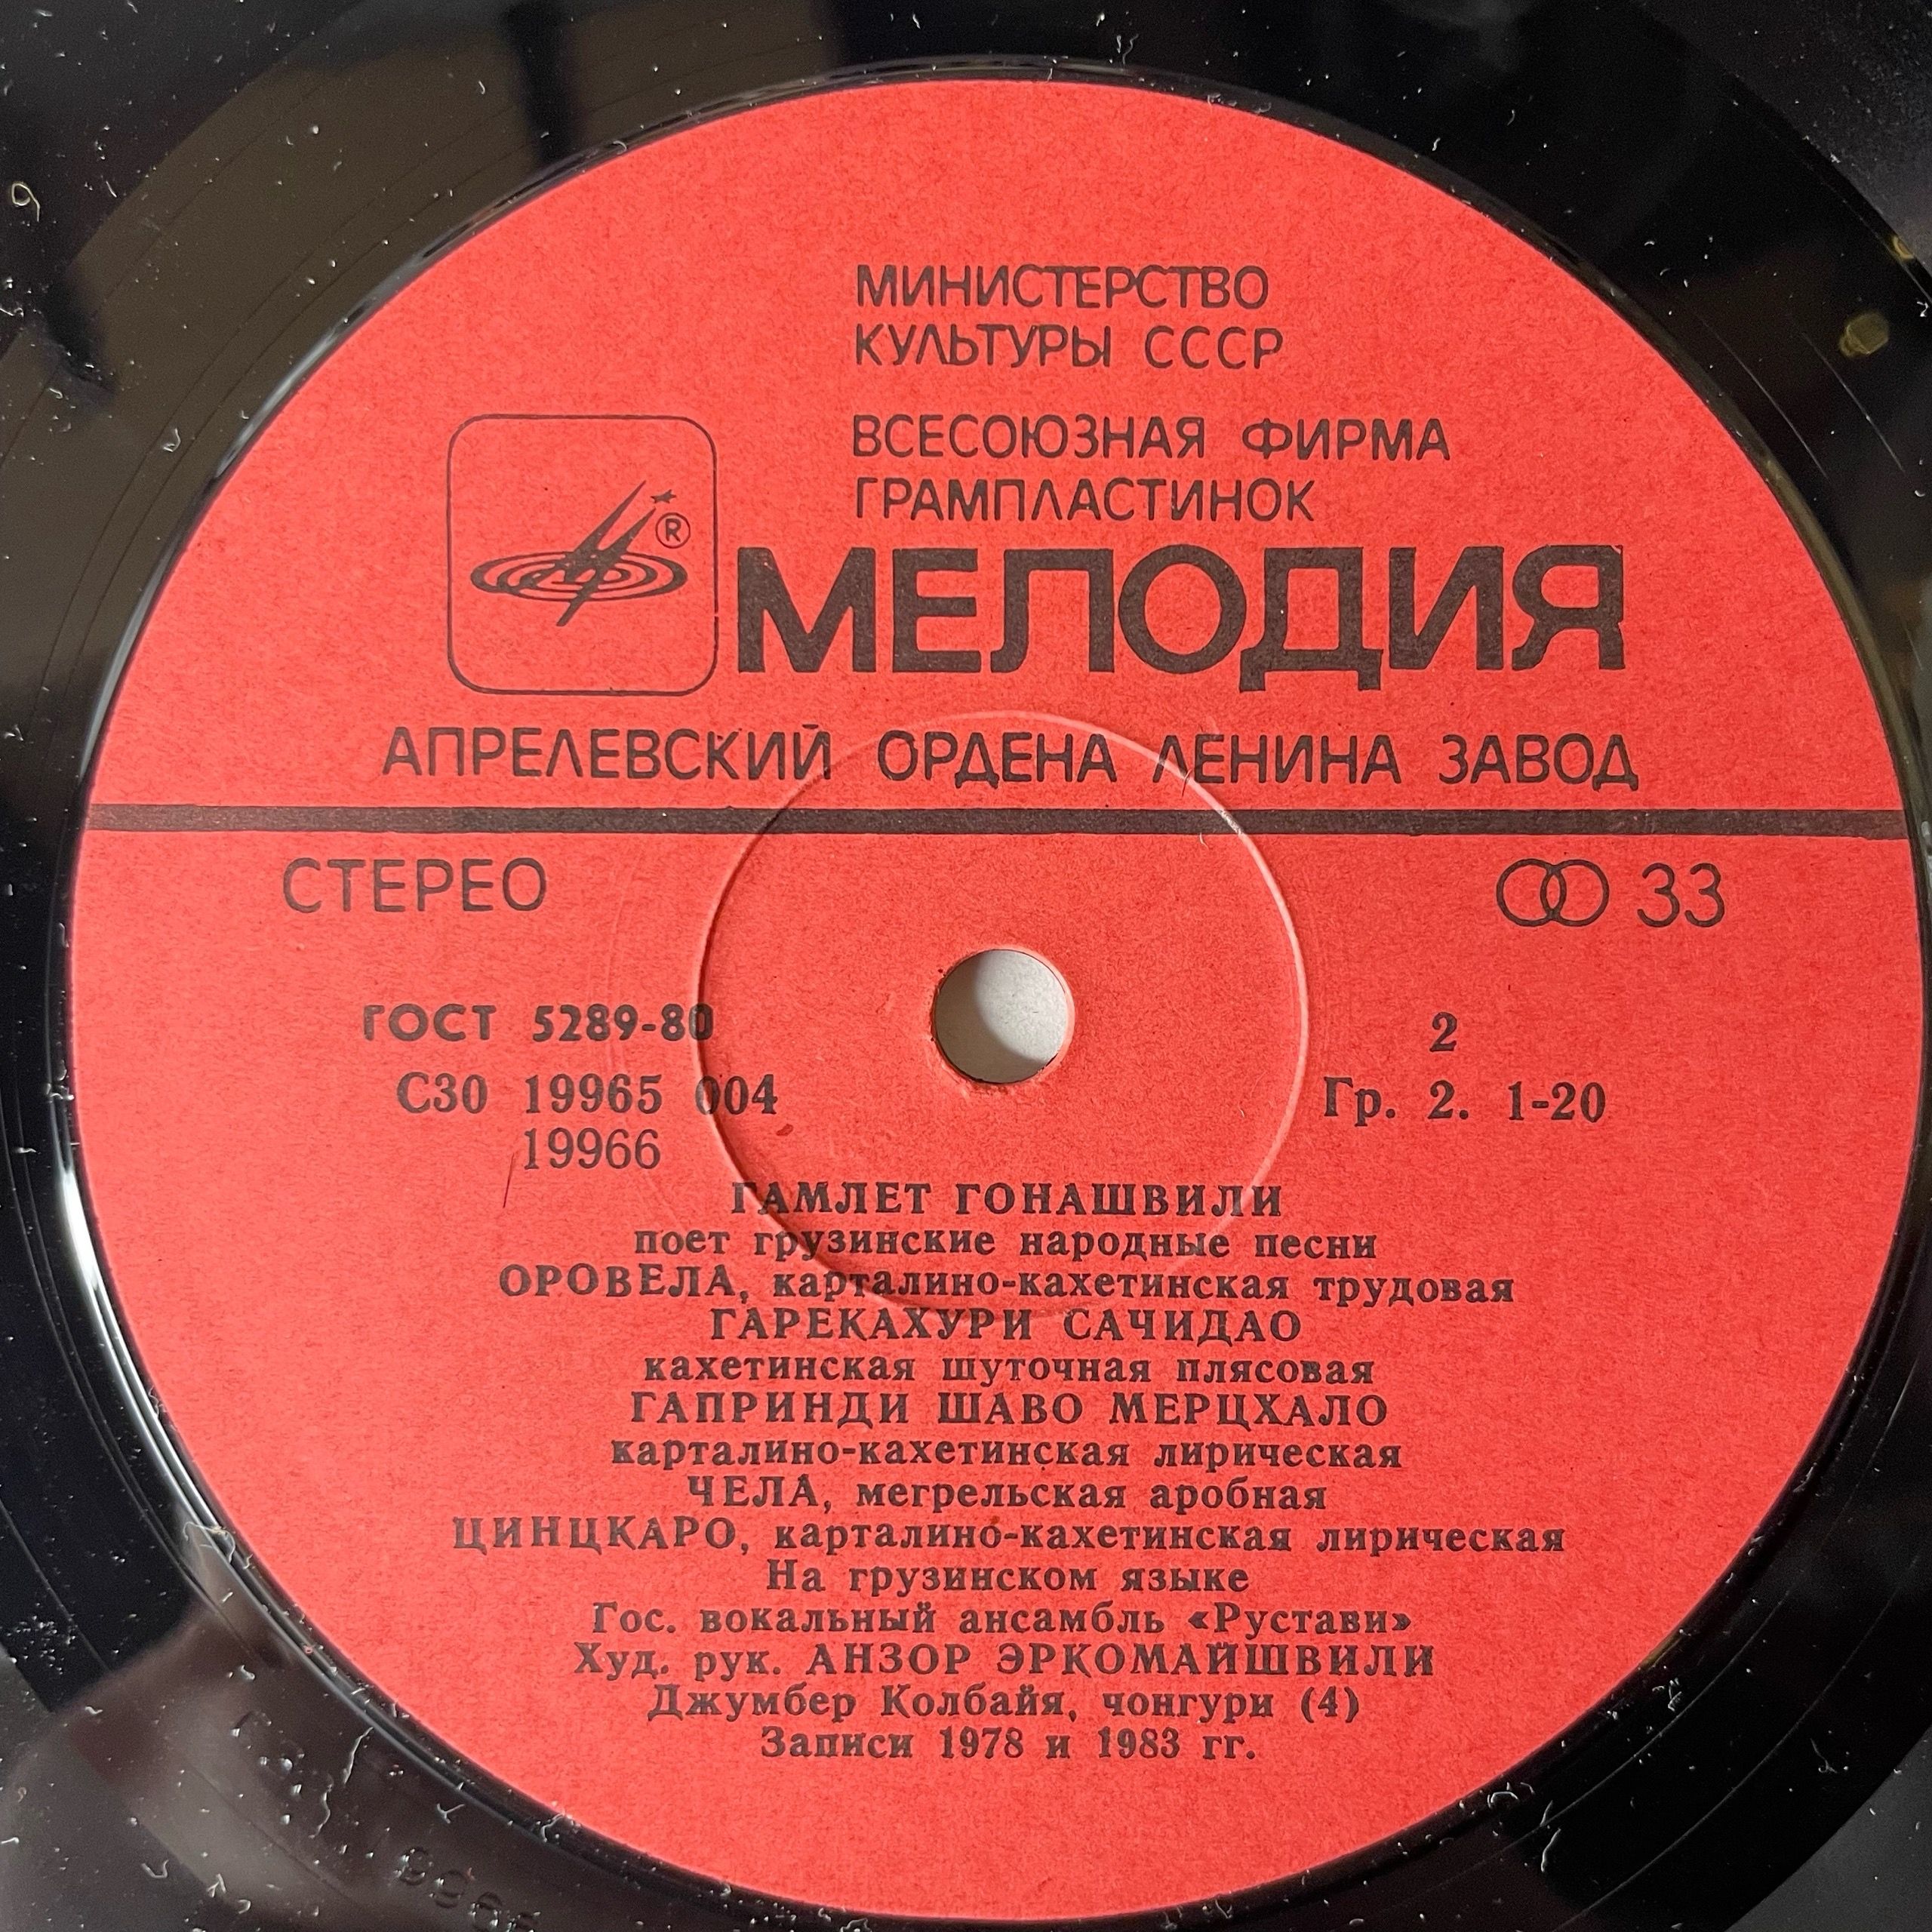 МИНИСТЕРСТВО
КУЛЬТУРЫ СССР
ВСЕСОЮЗНАЯ ФИРМА
ГРАМПЛАСТИНОК
®
МЕЛОДИЯ
АПРЕЛЕВСКИЙ ОРДЕНА ЛЕНИНА ЗАВОД
СТЕРЕО
33
ГОСТ 5289-80
2
С30 19965 004
Гр. 2. 1-20
19966
ГАМЛЕТ ГОНАШВИЛИ
поет грузинские народные песни
ОРОВЕЛА, карталино-кахетинская трудовая
ГАРЕКАХУРИ САЧИДАО
кахетинская шуточная плясовая
ГАПРИНДИ ШАВО МЕРЦХАЛО
карталино-кахетинская лирическая
ЧЕЛА, мегрельская аробная
ЦИНЦКАРО, карталино-кахетинская лирическая
На грузинском языке
Гос. вокальный ансамбль «Рустави»
Худ. рук. АНЗОР ЭРКОМАЙШВИЛИ
Джумбер Колбайя, чонгури (4)
Записи 1978 и 1983 гг.